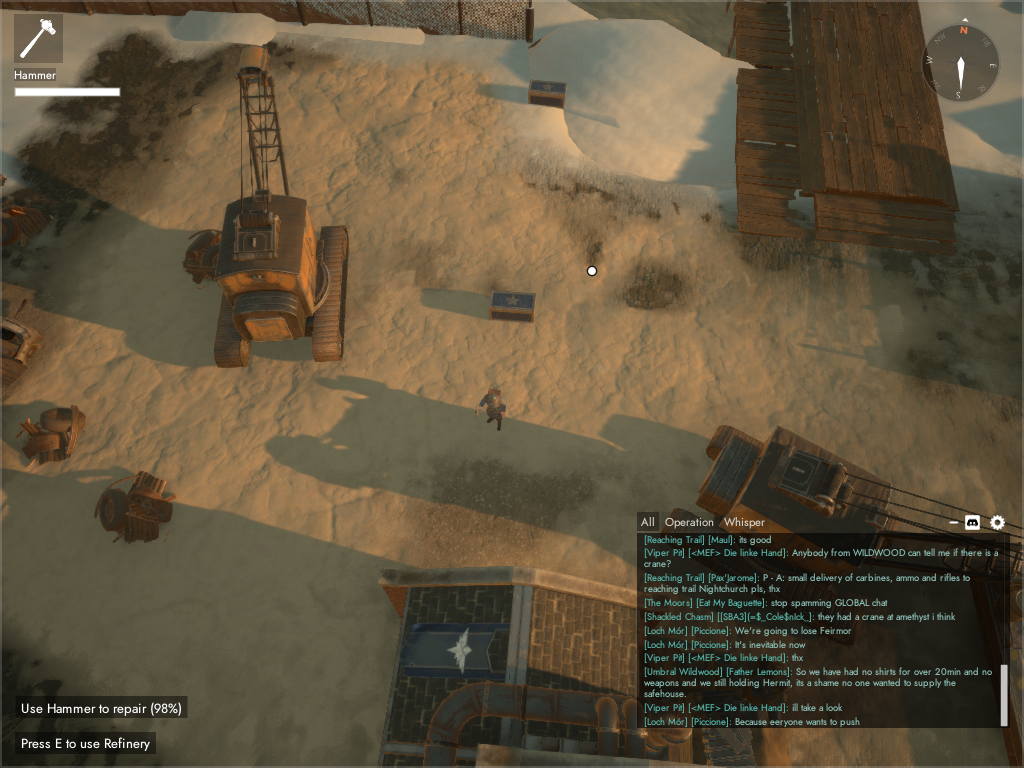 Hammer
N
W
E
S
All Operation Whisper
[Reaching Trail] [Maul]: its good
[Viper Pit] [<MEF> Die linke Hand]: Anybody from WILDWOOD can tell me if there is a
crane?
[Reaching Trail] [Pax'Jarome]: P - A: small delivery of carbines, ammo and rifles to
reaching trail Nightchurch pls, thx
[The Moors] [Eat My Baguette]: stop spamming GLOBAL chat
[Shackled Chasm] [[SBA3](=$_Cole$nIck_]: they had a crane at amethyst i think
[Loch Mór] [Piccione]: We're going to lose Feirmor
[Loch Mór] [Piccione]: It's inevitable now
[Viper Pit] [<MEF> Die linke Hand]: thx
[Umbral Wildwood] [Father Lemons]: So we have had no shirts for over 20min and no
weapons and we still holding Hermit, its a shame no one wanted to supply the
safehouse.
[Viper Pit] [<MEF> Die linke Hand]: ill take a look
[Loch Mór] [Piccione]: Because eeryone wants to push
Use Hammer to repair (98%)
Press E to use Refinery